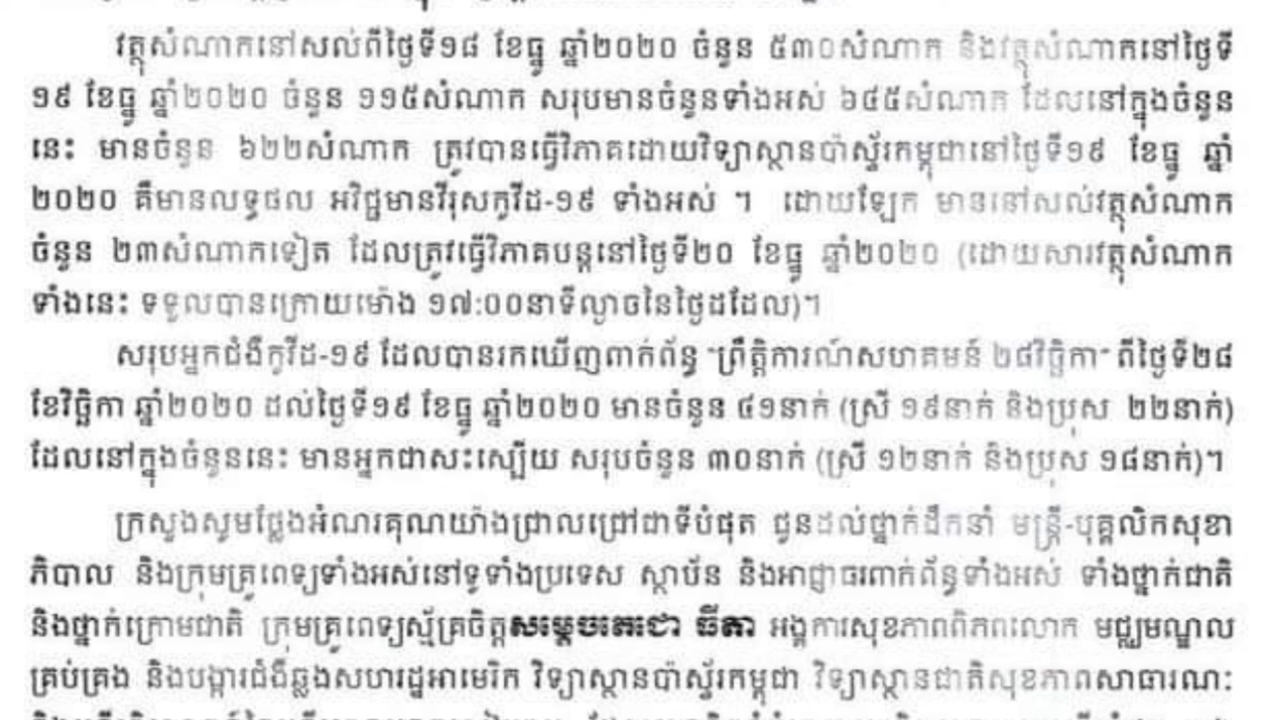 វត្ថុសំណាកនៅសល់ពីថ្ងៃទី១៨ ខែធ្នូ ឆ្នាំ២០២០ ចំនួន ៥៣០សំណាក និងវត្ថុសំណាកនៅថ្ងៃទី
១៩ ខែធ្នូ ឆ្នាំ២០២០ ចំនួន ១១៥សំណាក សរុបមានចំនួនទាំងអស់ ៦៤៥សំណាក ដែលនៅក្នុងចំនួន
នេះ មានចំនួន ៦២២សំណាក ត្រូវបានធ្វើវិភាគដោយវិទ្យាស្ថានប៉ាស្ទ័រកម្ពុជានៅថ្ងៃទី១៩ ខែធ្នូ ឆ្នាំ
២០២០ គឺមានលទ្ធផល អវិជ្ជមានវីរុសកូវីដ-១៩ ទាំងអស់ ។ ដោយឡែក មាននៅសល់វត្ថុសំណាក
ចំនួន ២៣សំណាកទៀត ដែលត្រូវធ្វើវិភាគបន្តនៅថ្ងៃទី២០ ខែធ្នូ ឆ្នាំ២០២០ (ដោយសារវត្ថុសំណាក
ទាំងនេះ ទទួលបានក្រោយម៉ោង ១៧:០០នាទីល្ងាចនៃថ្ងៃដដែល)។
សរុបអ្នកជំងឺកូវីដ-១៩ ដែលបានរកឃើញពាក់ព័ន្ធ "ព្រឹត្តិការណ៍សហគមន៍ ២៨វិច្ឆិកា" ពីថ្ងៃទី២៨
ខែវិច្ឆិកា ឆ្នាំ២០២០ ដល់ថ្ងៃទី១៩ ខែធ្នូ ឆ្នាំ២០២០ មានចំនួន ៤១នាក់ (ស្រី ១៩នាក់ និងប្រុស ២២នាក់)
ដែលនៅក្នុងចំនួននេះ មានអ្នកជាសះស្បើយ សរុបចំនួន ៣០នាក់ (ស្រី ១២នាក់ និងប្រុស ១៨នាក់)។
ក្រសួងសូមថ្លែងអំណរគុណយ៉ាងជ្រាលជ្រៅជាទីបំផុត ជូនដល់ថ្នាក់ដឹកនាំ មន្ត្រី-បុគ្គលិកសុខា
ភិបាល និងក្រុមគ្រូពេទ្យទាំងអស់នៅទូទាំងប្រទេស ស្ថាប័ន និងអាជ្ញាធរពាក់ព័ន្ធទាំងអស់ ទាំងថ្នាក់ជាតិ
និងថ្នាក់ក្រោមជាតិ ក្រុមគ្រូពេទ្យស្ម័គ្រចិត្តសម្តេចតេជោ ធីតា អង្គការសុខភាពពិភពលោក មជ្ឈមណ្ឌល
គ្រប់គ្រង និងបង្ការជំងឺឆ្លងសហរដ្ឋអាមេរិក វិទ្យាស្ថានប៉ាស្ទ័រកម្ពុជា វិទ្យាស្ថានជាតិសុខភាពសាធារណៈ